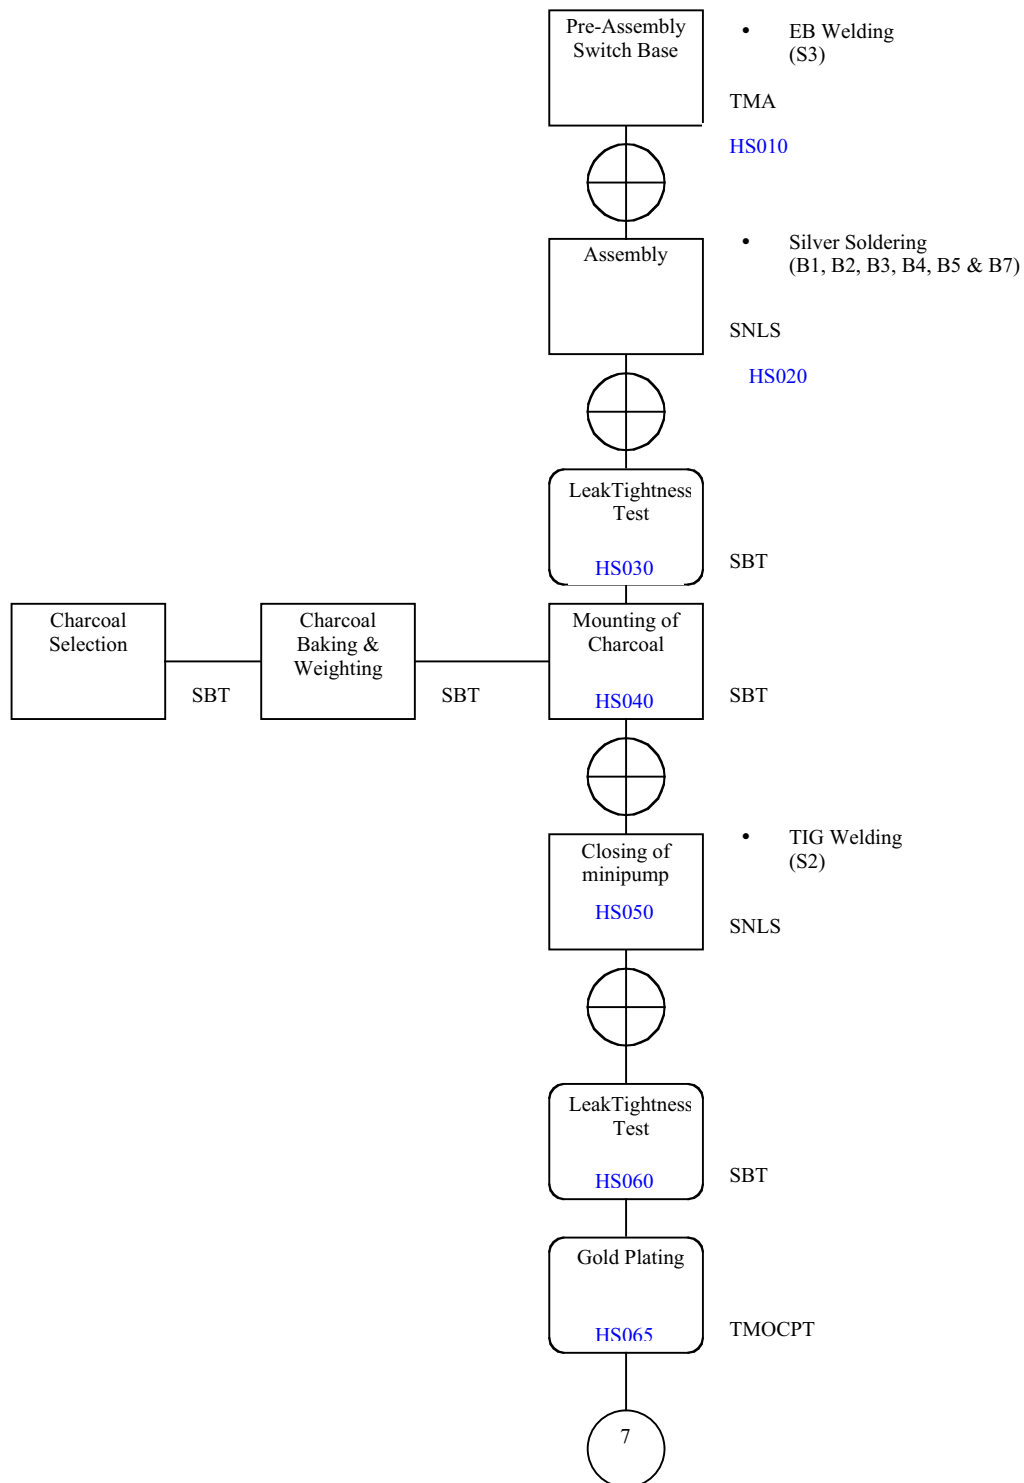 Pre-Assembly
Switch Base
• EB Welding
(S3)
TMA
HS010
Assembly
• Silver Soldering
(B1, B2, B3, B4, B5 & B7)
SNLS
HS020
LeakTightness
Test
HS030
SBT
Charcoal
Selection
SBT
Charcoal
Baking &
Weighting
SBT
Mounting of
Charcoal
HS040
SBT
Closing of
minipump
HS050
• TIG Welding
(S2)
SNLS
LeakTightness
Test
HS060
SBT
Gold Plating
HS065
TMOCPT
7